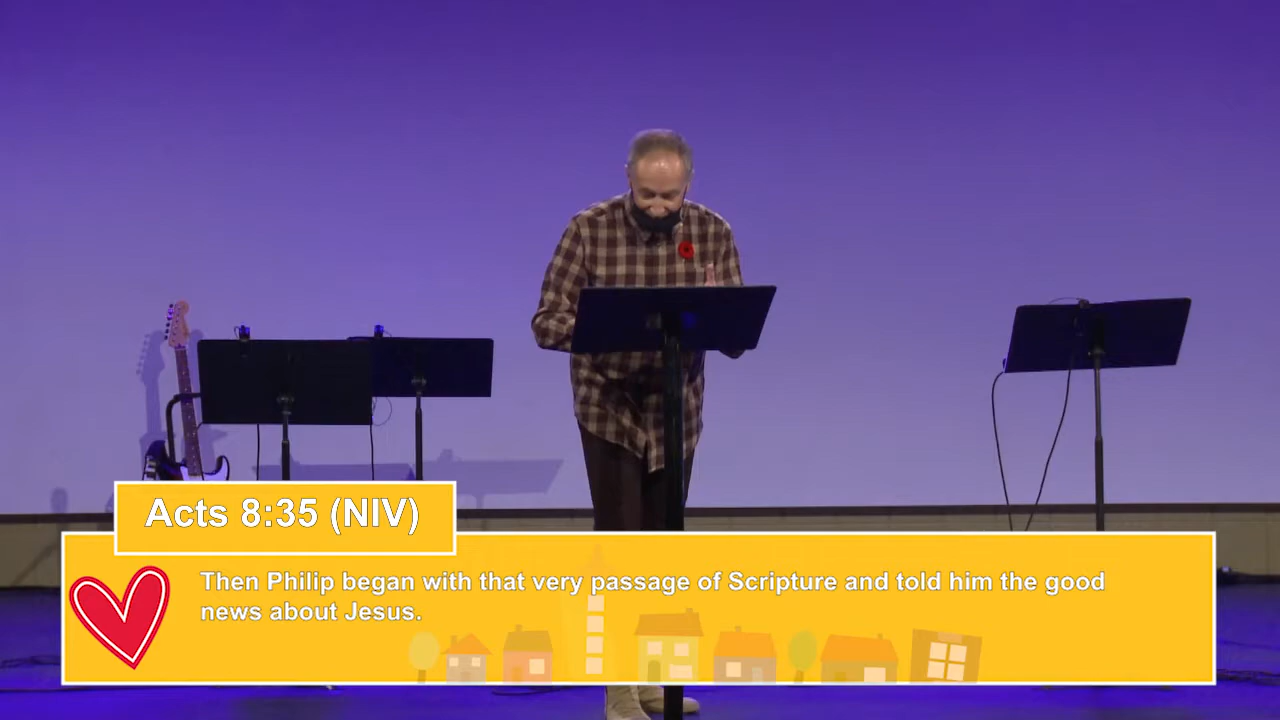 Acts 8:35 (NIV)
Then Philip began with that very passage of Scripture and told him the good
news about Jesus.